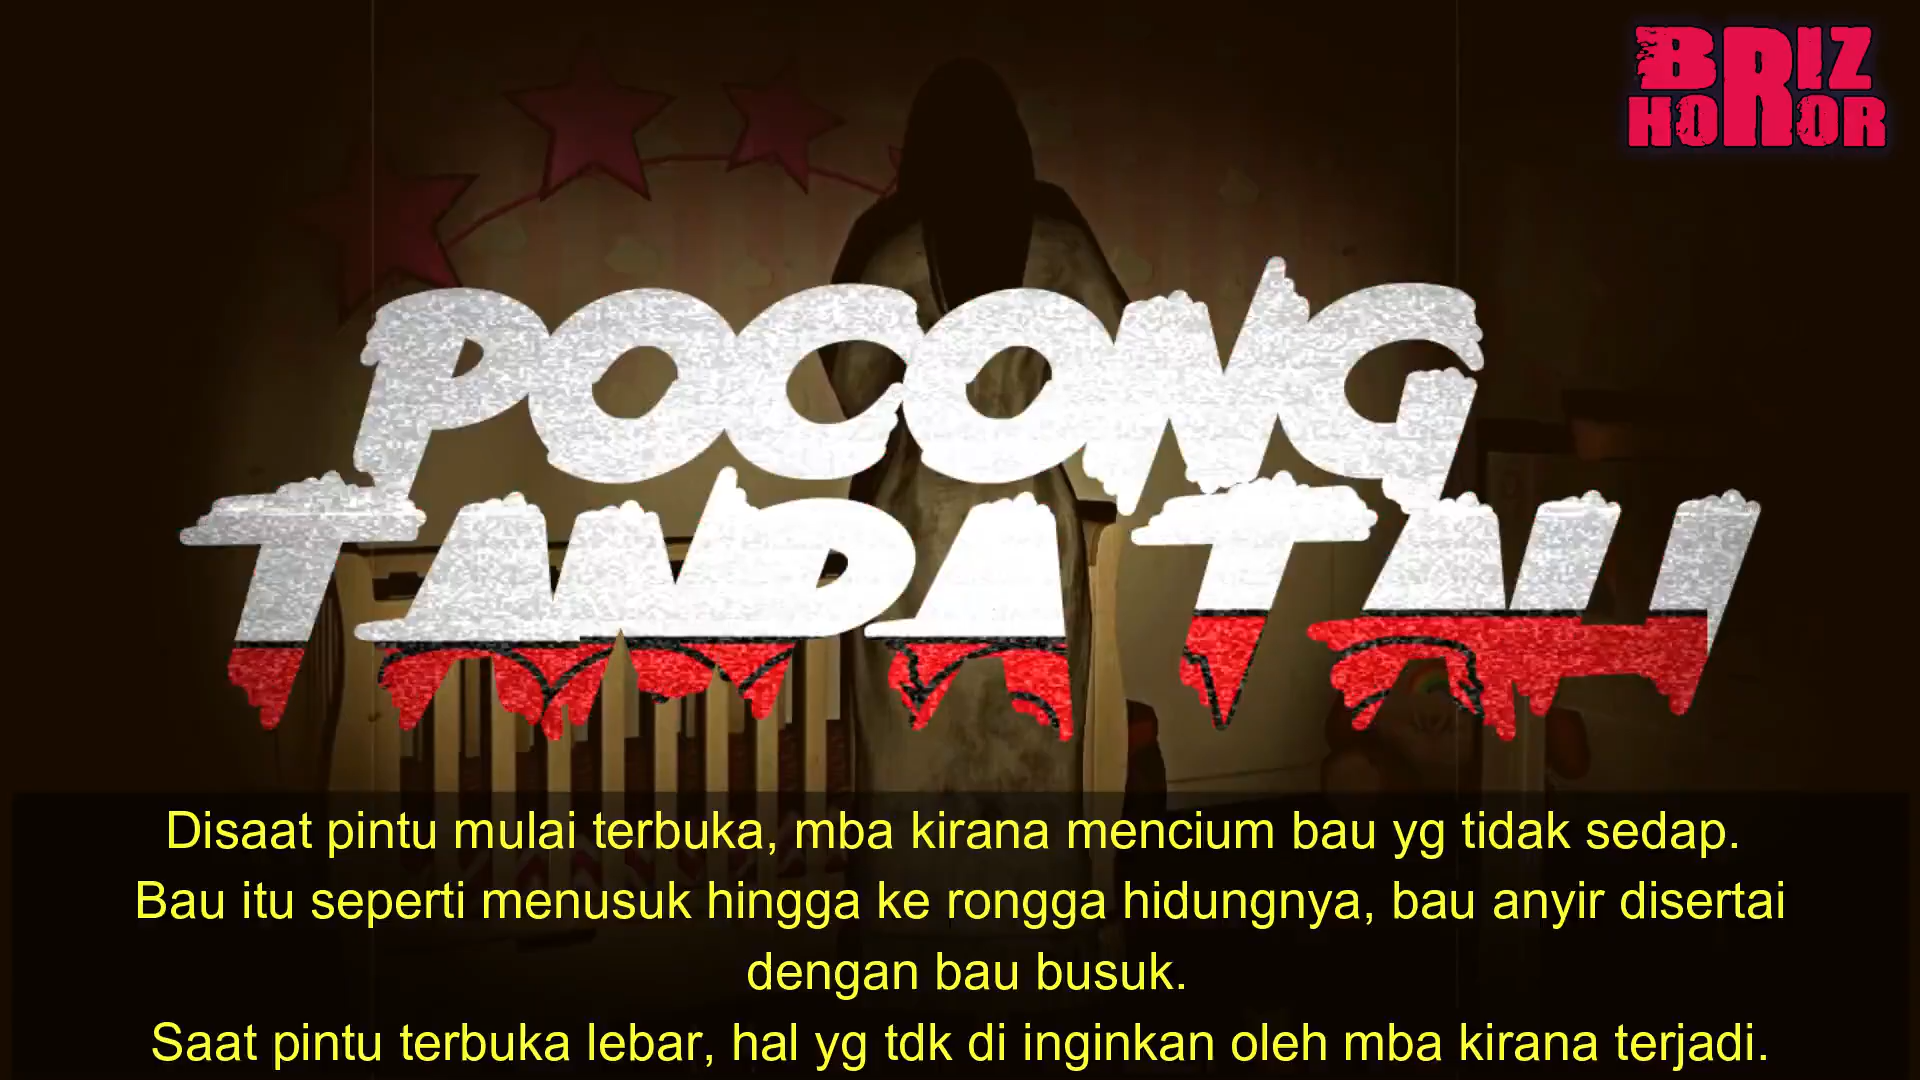 BRIZ
HOROR
POCONG
TANPA TALI
Disaat pintu mulai terbuka, mba kirana mencium bau yg tidak sedap.
Bau itu seperti menusuk hingga ke rongga hidungnya, bau anyir disertai
dengan bau busuk.
Saat pintu terbuka lebar, hal yg tdk di inginkan oleh mba kirana terjadi.